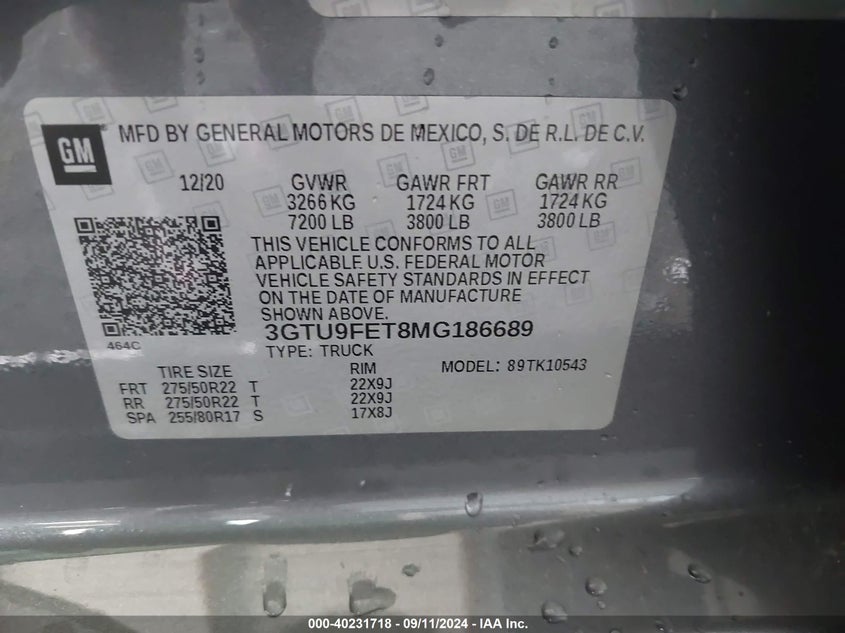 GM MFD BY GENERAL MOTORS DE MEXICO, S. DE R.L. DE C.V.
12/20 GVWR GAWR FRT GAWR RR
3266 KG 1724 KG 1724 KG
7200 LB 3800 LB 3800 LB
THIS VEHICLE CONFORMS TO ALL
APPLICABLE U.S. FEDERAL MOTOR
VEHICLE SAFETY STANDARDS IN EFFECT
ON THE DATE OF MANUFACTURE
SHOWN ABOVE.
464C 3GTU9FET8MG186689
TYPE: TRUCK
TIRE SIZE RIM MODEL: 89TK10543
FRT 275/50R22 T 22X9J
RR 275/50R22 T 22X9J
SPA 255/80R17 S 17X8J
000-40231718 - 09/11/2024 - IAA Inc.